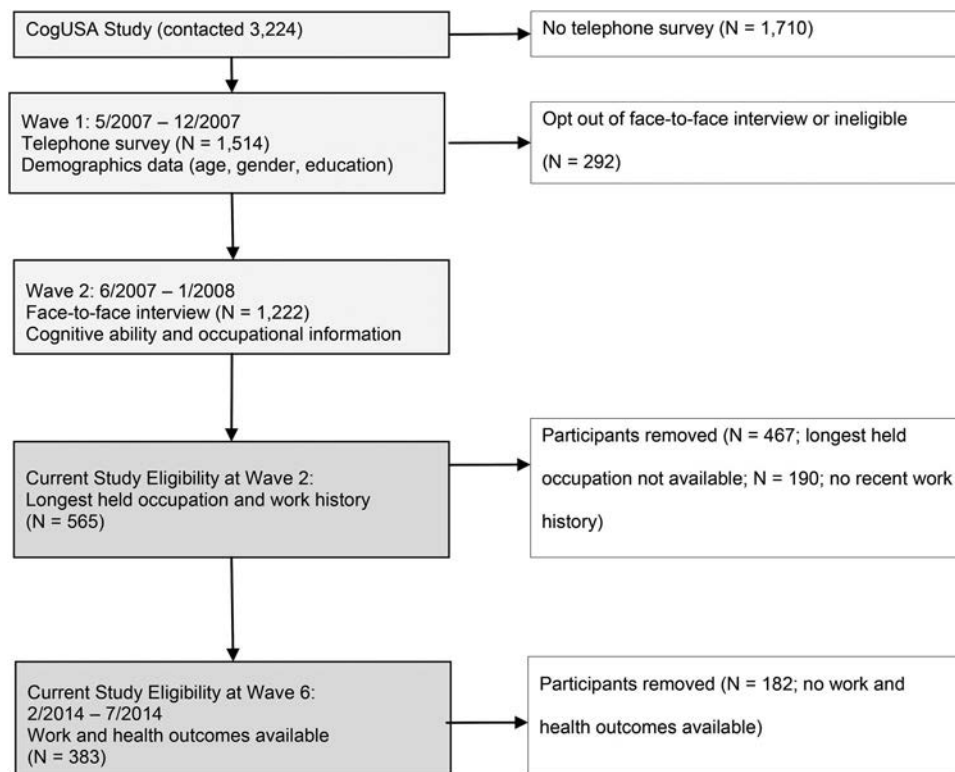 CogUSA Study (contacted 3,224)
No telephone survey (N = 1,710)
Wave 1: 5/2007 – 12/2007
Telephone survey (N = 1,514)
Demographics data (age, gender, education)
Opt out of face-to-face interview or ineligible
(N = 292)
Wave 2: 6/2007 – 1/2008
Face-to-face interview (N = 1,222)
Cognitive ability and occupational information
Current Study Eligibility at Wave 2:
Longest held occupation and work history
(N = 565)
Participants removed (N = 467; longest held
occupation not available; N = 190; no recent work
history)
Current Study Eligibility at Wave 6:
2/2014 – 7/2014
Work and health outcomes available
(N = 383)
Participants removed (N = 182; no work and
health outcomes available)